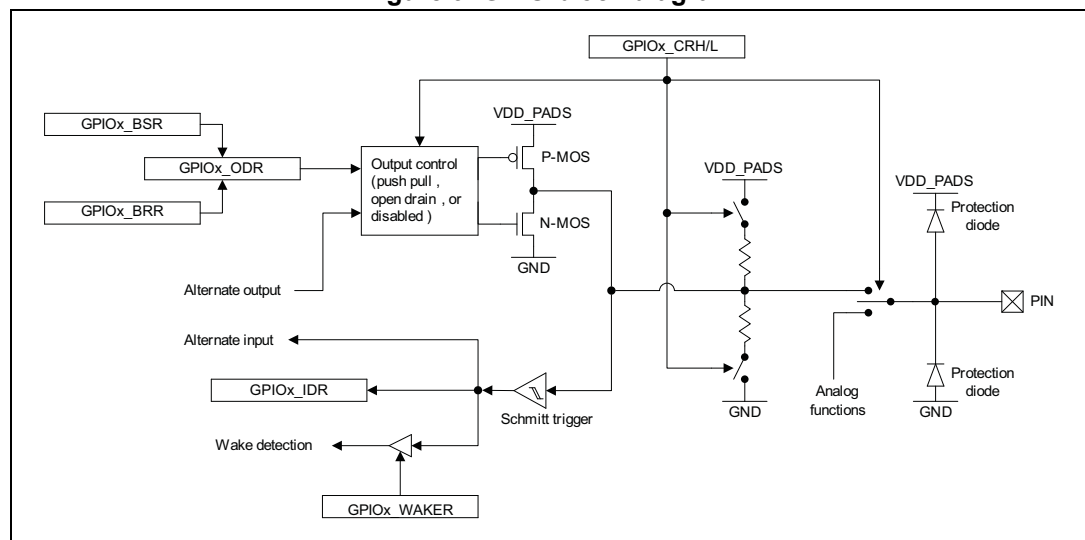 GPIOx_CRH/L
VDD_PADS
GPIOx_BSR
P-MOS
GPIOx_ODR
Output control
(push pull ,
open drain , or
disabled )
VDD_PADS
VDD_PADS
GPIOx_BRR
N-MOS
Protection
diode
GND
Alternate output
PIN
Alternate input
GPIOx_IDR
Schmitt trigger
Analog
functions
Protection
diode
GND
GND
Wake detection
GPIOx_WAKER